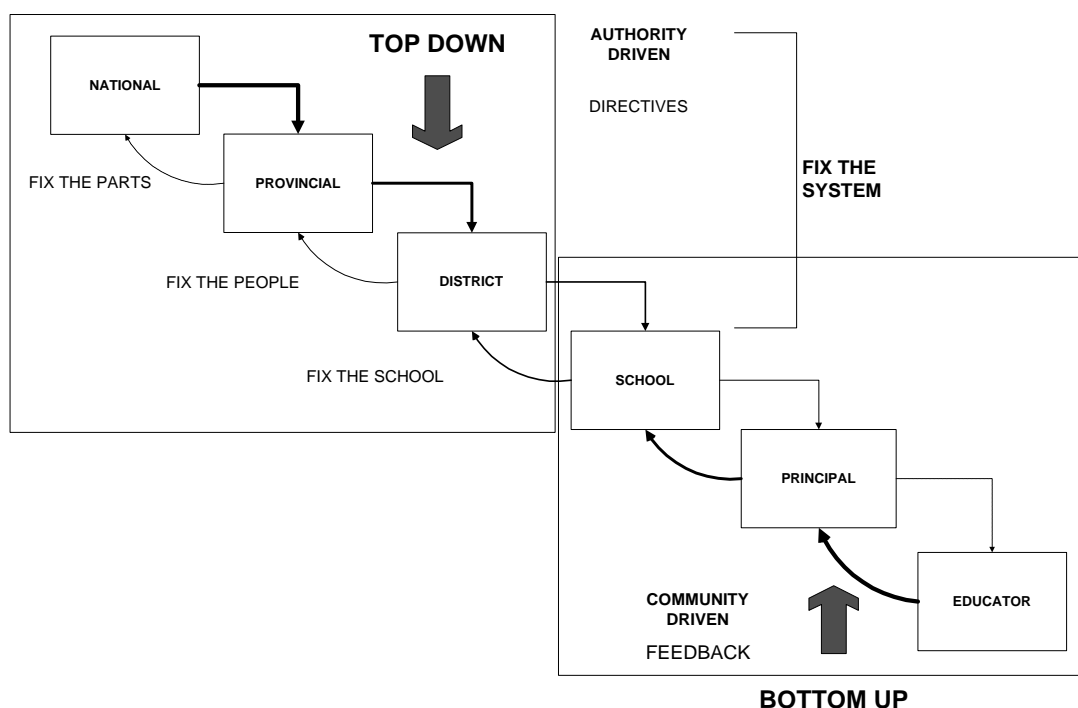 TOP DOWN
AUTHORITY
DRIVEN
NATIONAL
DIRECTIVES
FIX THE PARTS
PROVINCIAL
FIX THE
SYSTEM
FIX THE PEOPLE
DISTRICT
FIX THE SCHOOL
SCHOOL
PRINCIPAL
COMMUNITY
DRIVEN
EDUCATOR
FEEDBACK
BOTTOM UP